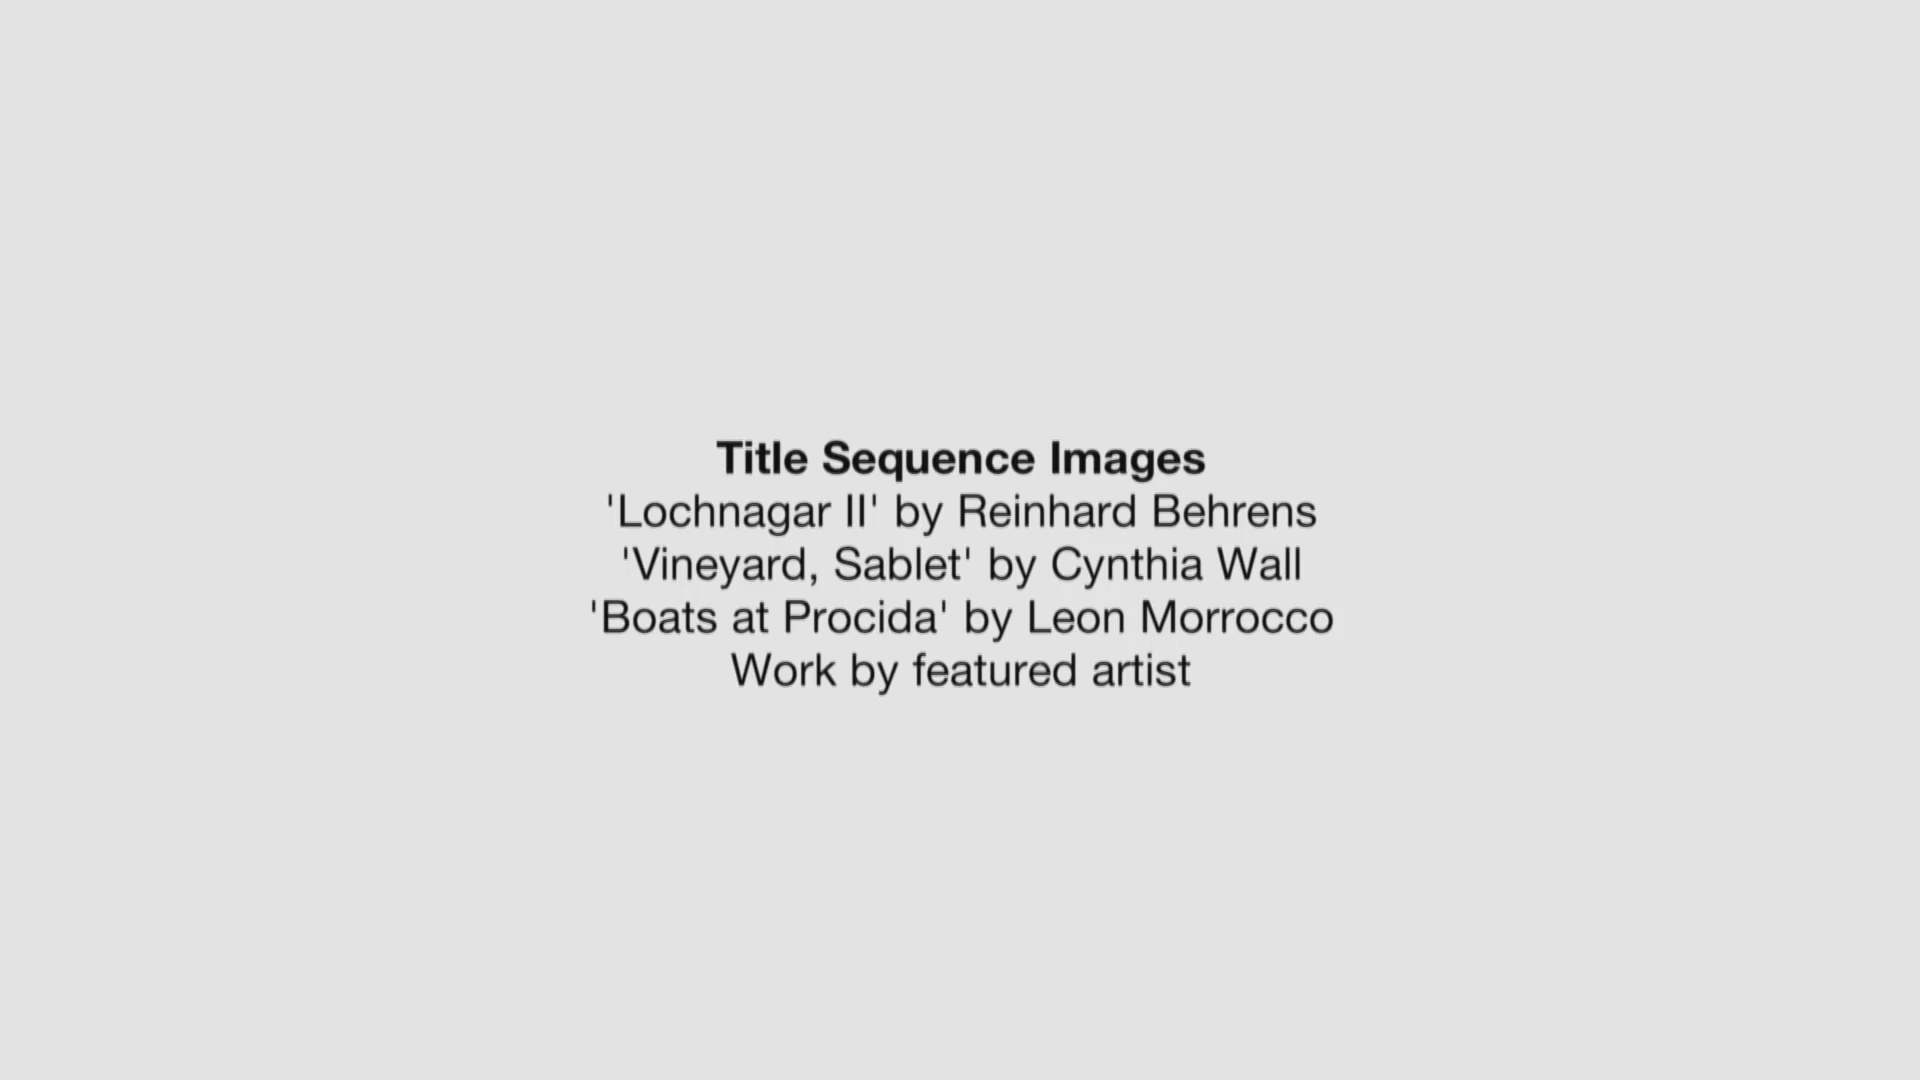 Title Sequence Images
'Lochnagar II' by Reinhard Behrens
'Vineyard, Sablet' by Cynthia Wall
'Boats at Procida' by Leon Morrocco
Work by featured artist